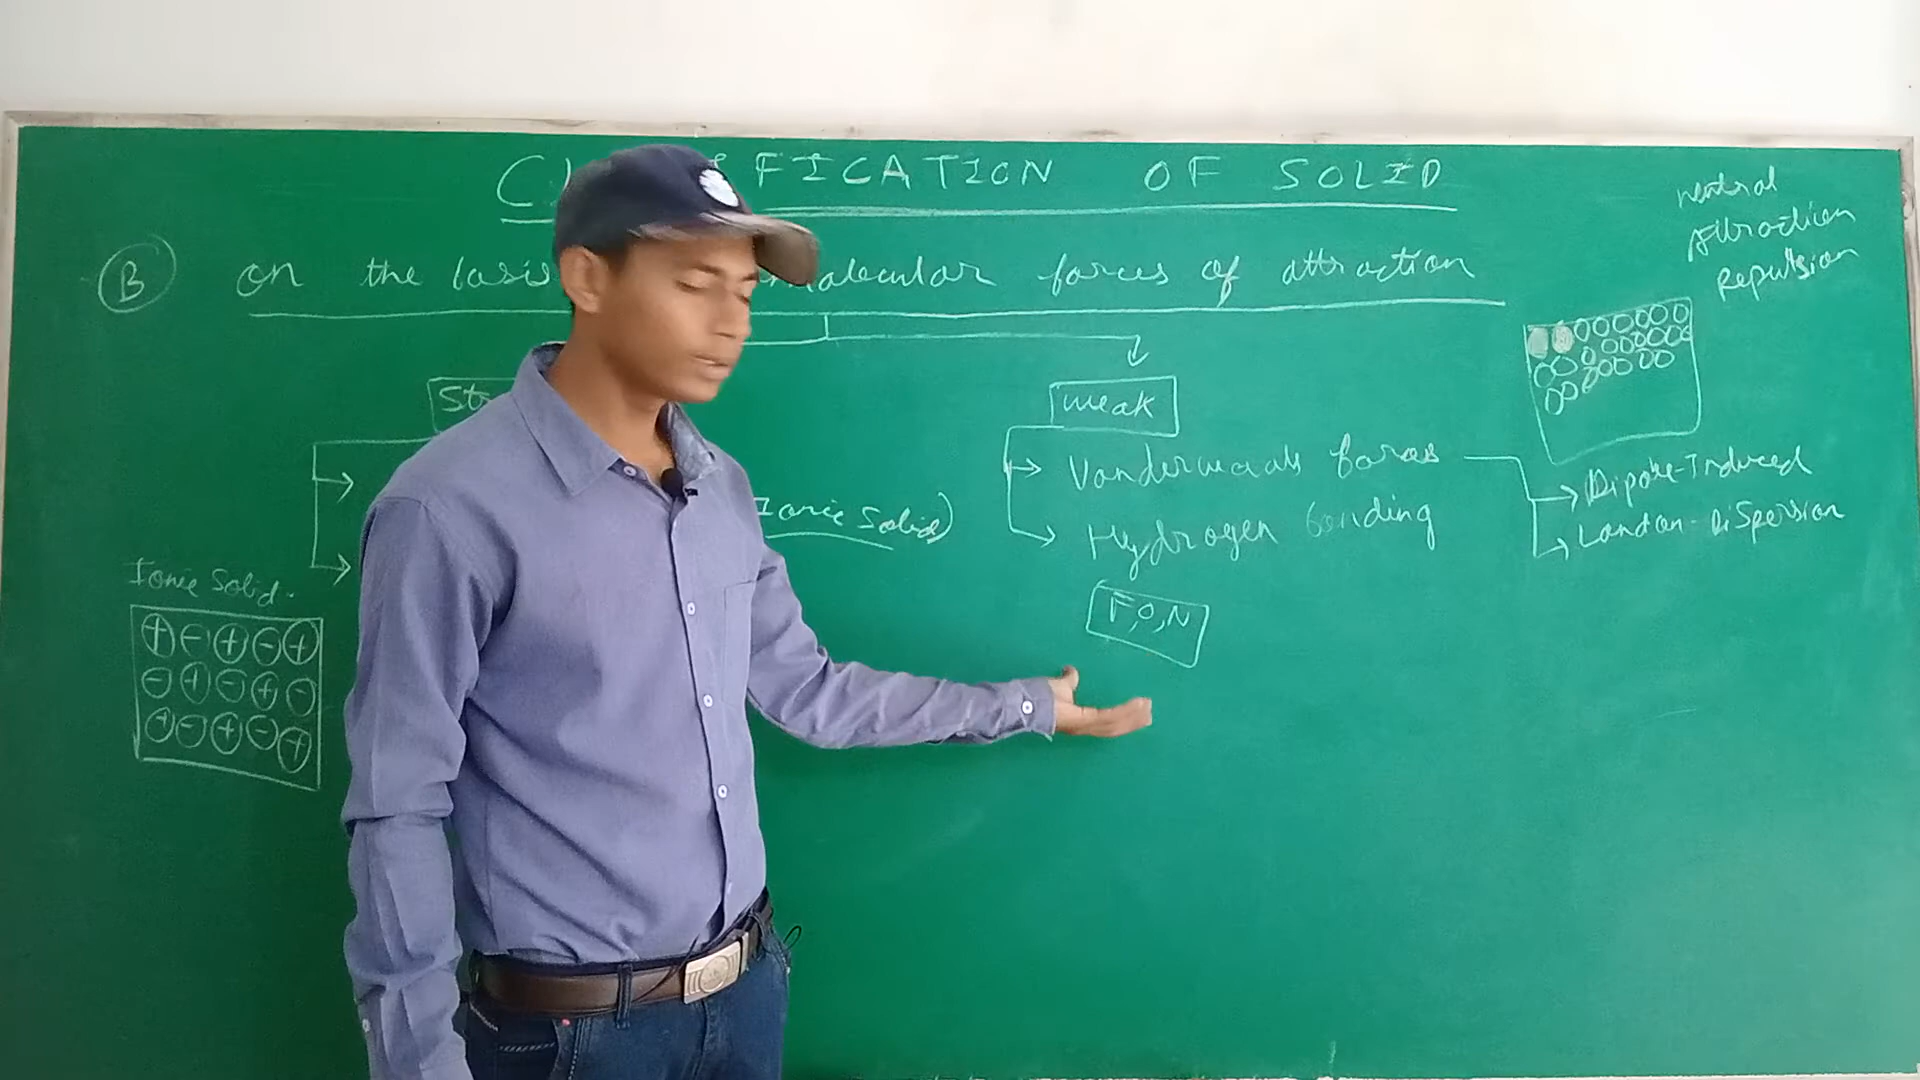 FICATION OF SOLID
neutral
Attraction
Repulsion
B on the basis molecular forces of attraction
weak
Vanderwaals forces
Dipole-Induced
Ionic Solid)
Hydrogen bonding
London-Dispersion
Ionic Solid.
F,O,N
+ - + - +
- + - + -
+ - + - +